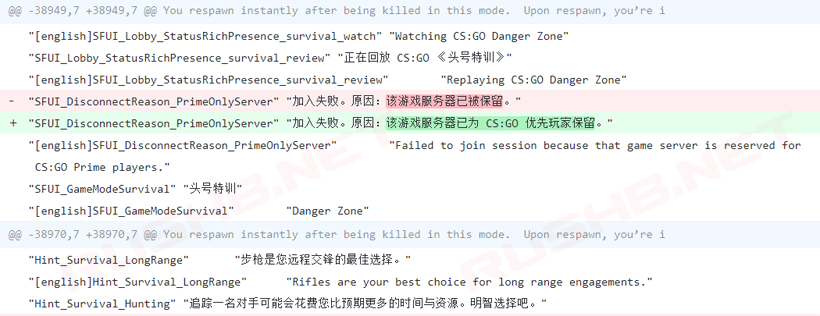 @@ -38949,7 +38949,7 @@ You respawn instantly after being killed in this mode.  Upon respawn, you’re i
"[english]SFUI_Lobby_StatusRichPresence_survival_watch" "Watching CS:GO Danger Zone"
"SFUI_Lobby_StatusRichPresence_survival_review" "正在回放 CS:GO 《头号特训》"
"[english]SFUI_Lobby_StatusRichPresence_survival_review" "Replaying CS:GO Danger Zone"
- "SFUI_DisconnectReason_PrimeOnlyServer" "加入失败。原因：该游戏服务器已被保留。"
+ "SFUI_DisconnectReason_PrimeOnlyServer" "加入失败。原因：该游戏服务器已为 CS:GO 优先玩家保留。"
"[english]SFUI_DisconnectReason_PrimeOnlyServer" "Failed to join session because that game server is reserved for
CS:GO Prime players."
"SFUI_GameModeSurvival" "头号特训"
"[english]SFUI_GameModeSurvival" "Danger Zone"
@@ -38970,7 +38970,7 @@ You respawn instantly after being killed in this mode.  Upon respawn, you’re i
"Hint_Survival_LongRange" "步枪是您远程交锋的最佳选择。"
"[english]Hint_Survival_LongRange" "Rifles are your best choice for long range engagements."
"Hint_Survival_Hunting" "追踪一名对手可能会花费您比预期更多的时间与资源。明智选择吧。"
RUSHB.NET
RUSHB.NET